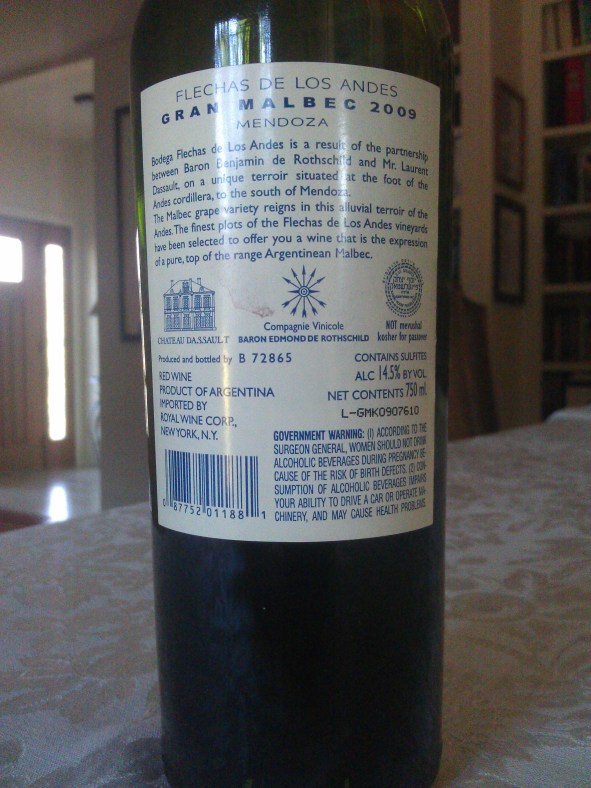 FLECHAS DE LOS ANDES
GRAN MALBEC 2009
MENDOZA
Bodega Flechas de Los Andes is a result of the partnership
between Baron Benjamin de Rothschild and Mr. Laurent
Dassault, on a unique terroir situated at the foot of the
Andes cordillera, to the south of Mendoza.
The Malbec grape variety reigns in this alluvial terroir of the
Andes. The finest plots of the Flechas de Los Andes vineyards
have been selected to offer you a wine that is the expression
of a pure, top of the range Argentinean Malbec.
CHATEAU DASSAULT
Compagnie Vinicole
BARON EDMOND DE ROTHSCHILD
NOT mevushal
kosher for passover
Produced and bottled by B 72865
RED WINE
PRODUCT OF ARGENTINA
IMPORTED BY
ROYAL WINE CORP.,
NEW YORK, N.Y.
CONTAINS SULFITES
ALC 14.5% BY VOL.
NET CONTENTS 750 ml
L-GMK0907610
GOVERNMENT WARNING: (1) ACCORDING TO THE
SURGEON GENERAL, WOMEN SHOULD NOT DRINK
ALCOHOLIC BEVERAGES DURING PREGNANCY BE-
CAUSE OF THE RISK OF BIRTH DEFECTS. (2) CON-
SUMPTION OF ALCOHOLIC BEVERAGES IMPAIRS
YOUR ABILITY TO DRIVE A CAR OR OPERATE MA-
CHINERY, AND MAY CAUSE HEALTH PROBLEMS.
0 87752 01188 1